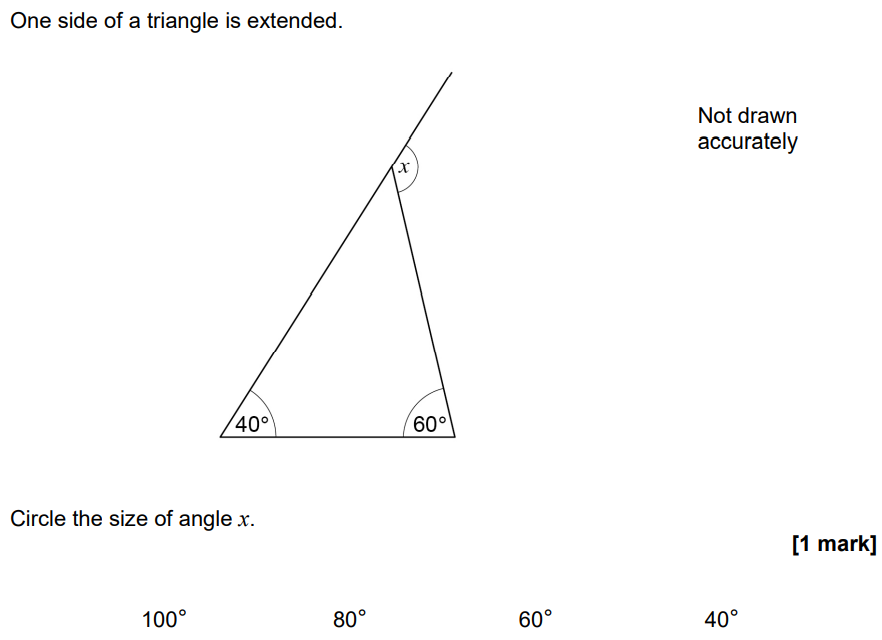 One side of a triangle is extended.
Not drawn
accurately
x
40°
60°
Circle the size of angle x.
[1 mark]
100°
80°
60°
40°